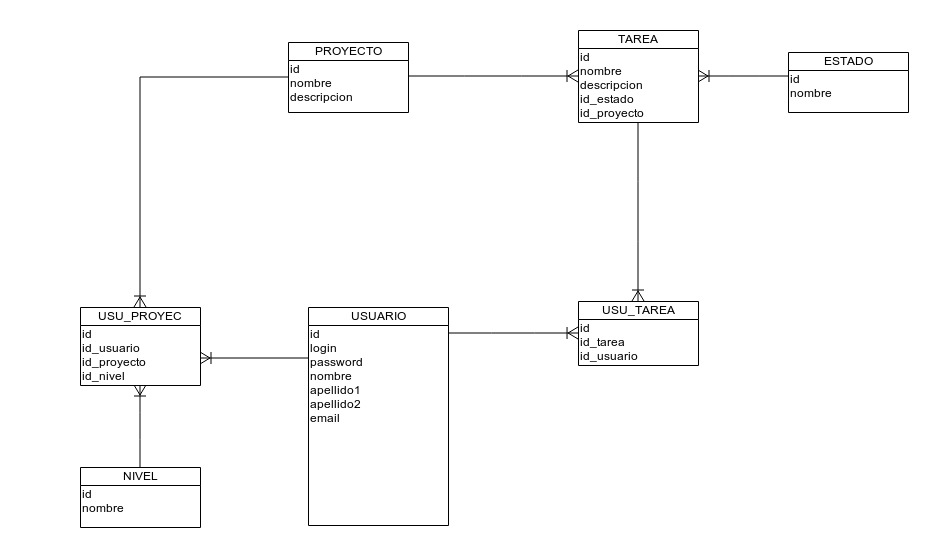 PROYECTO
id
nombre
descripcion
TAREA
id
nombre
descripcion
id_estado
id_proyecto
ESTADO
id
nombre
USU_PROYEC
id
id_usuario
id_proyecto
id_nivel
USUARIO
id
login
password
nombre
apellido1
apellido2
email
USU_TAREA
id
id_tarea
id_usuario
NIVEL
id
nombre